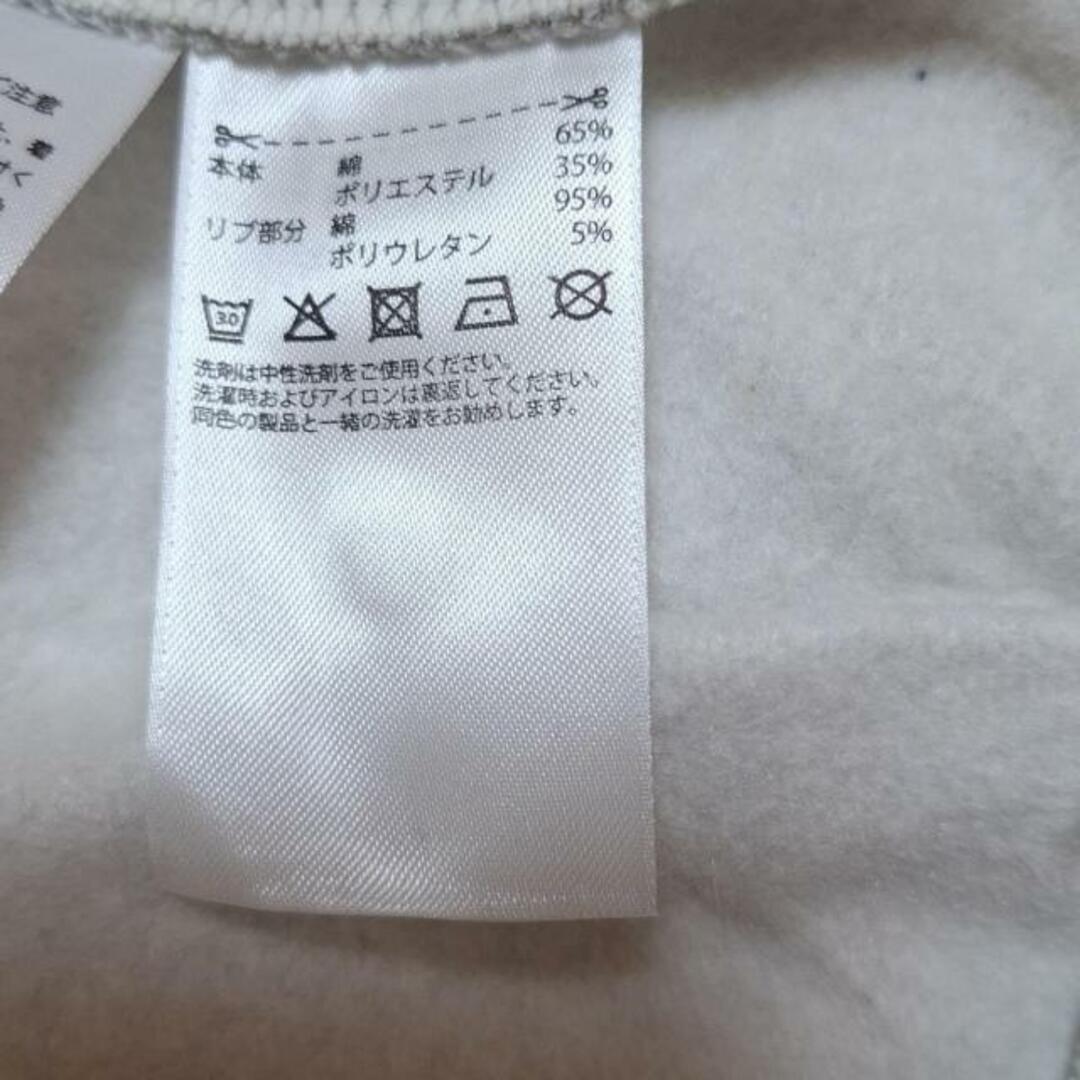 注意
本体 綿 65%
ポリエステル 35%
リブ部分 綿 95%
ポリウレタン 5%
30
洗剤は中性洗剤をご使用ください。
洗濯時およびアイロンは裏返してください。
同色の製品と一緒の洗濯をお勧めします。